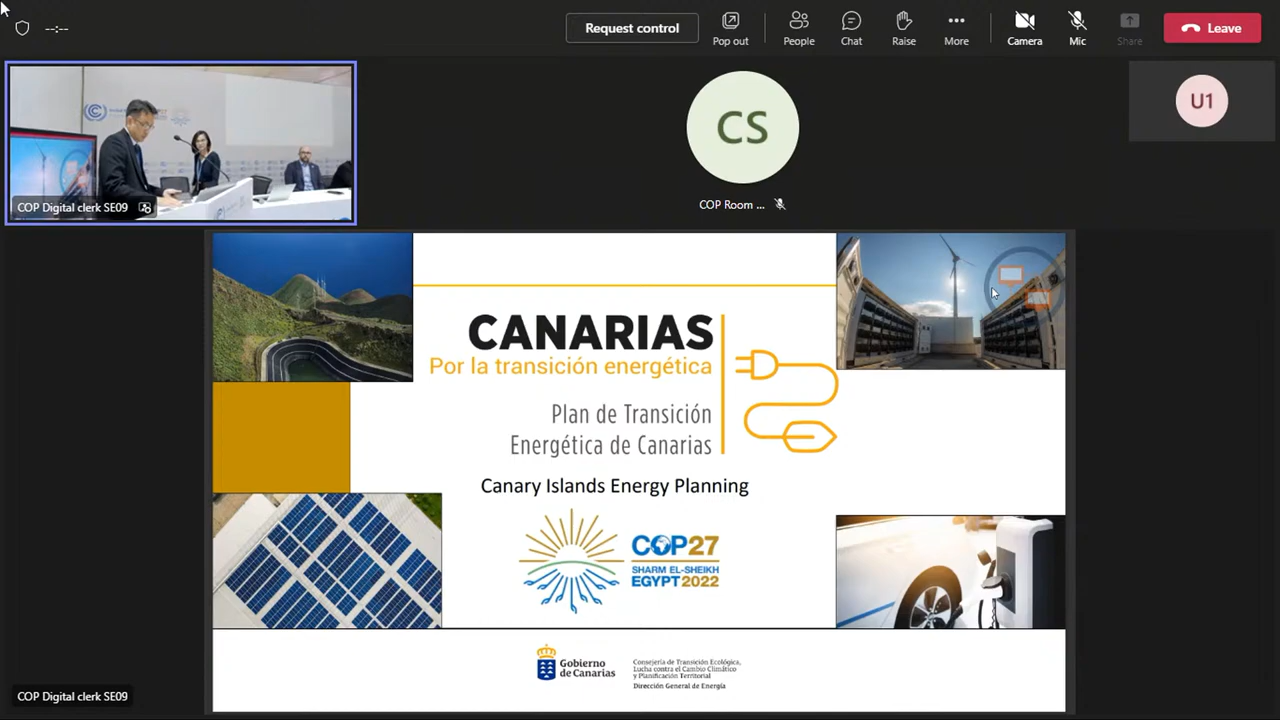 --:--
Request control
Pop out
People
Chat
Raise
More
Camera
Mic
Share
Leave
COP Digital clerk SE09
CS
COP Room ...
U1
CANARIAS
Por la transición energética
Plan de Transición
Energética de Canarias
Canary Islands Energy Planning
COP27
SHARM EL-SHEIKH
EGYPT2022
Gobierno
de Canarias
Consejería de Transición Ecológica,
Lucha contra el Cambio Climático
y Planificación Territorial
Dirección General de Energía
COP Digital clerk SE09